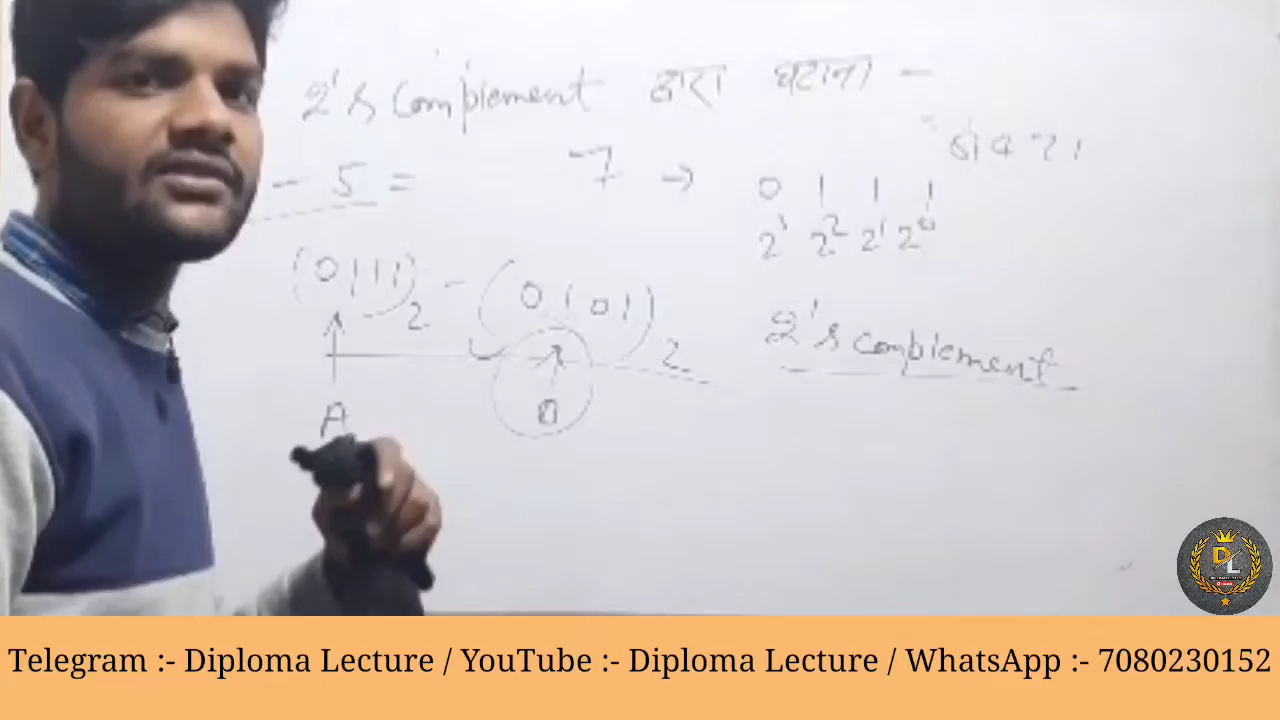 2's complement द्वारा घटाना –
- 5 =
7 → 0 1 1 1
2³ 2² 2¹ 2⁰
(0111)₂ - (0101)₂
2's complement
A
DL
Telegram :- Diploma Lecture / YouTube :- Diploma Lecture / WhatsApp :- 7080230152